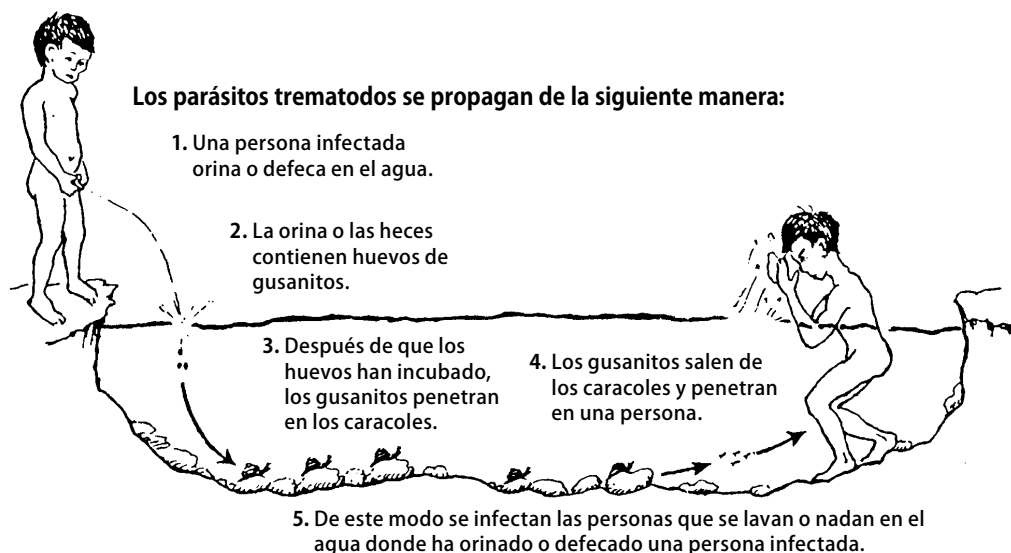 Los parásitos trematodos se propagan de la siguiente manera:
1. Una persona infectada
orina o defeca en el agua.
2. La orina o las heces
contienen huevos de
gusanitos.
3. Después de que los
huevos han incubado,
los gusanitos penetran
en los caracoles.
4. Los gusanitos salen de
los caracoles y penetran
en una persona.
5. De este modo se infectan las personas que se lavan o nadan en el
agua donde ha orinado o defecado una persona infectada.